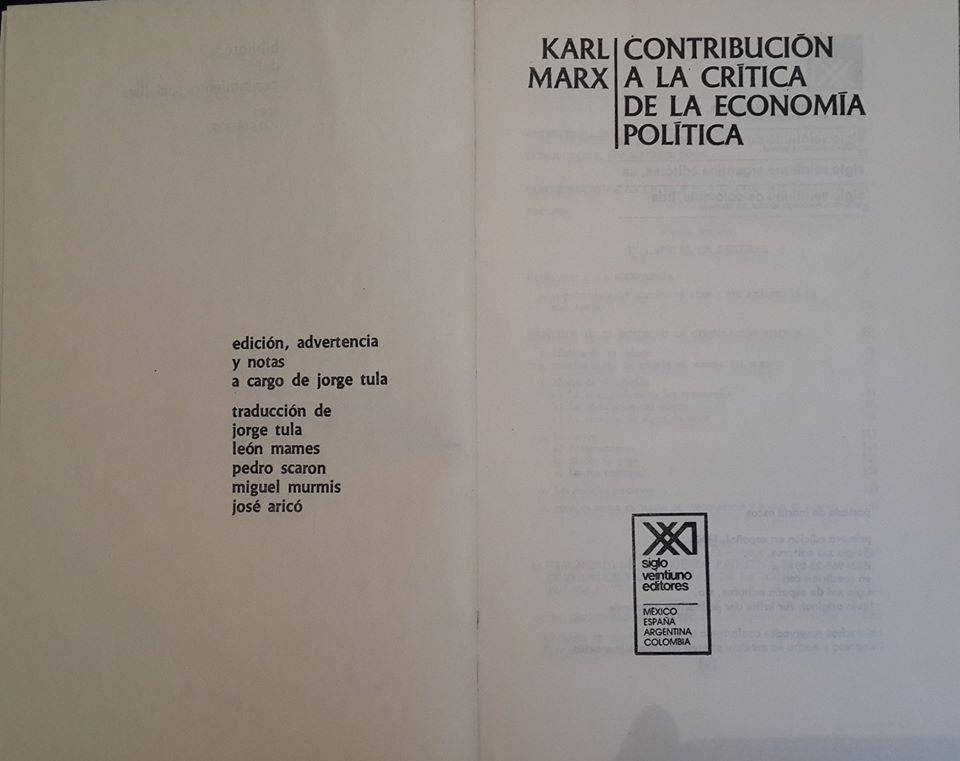 edición, advertencia
y notas
a cargo de jorge tula
traducción de
jorge tula
león mames
pedro scaron
miguel murmis
josé aricó
KARL
MARX
CONTRIBUCIÓN
A LA CRÍTICA
DE LA ECONOMÍA
POLÍTICA
siglo
veintiuno
editores
MÉXICO
ESPAÑA
ARGENTINA
COLOMBIA